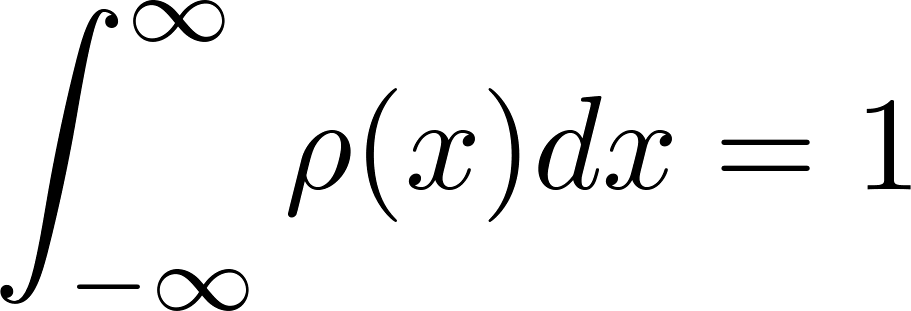 ∫_{-∞}^{∞} ρ(x)dx = 1